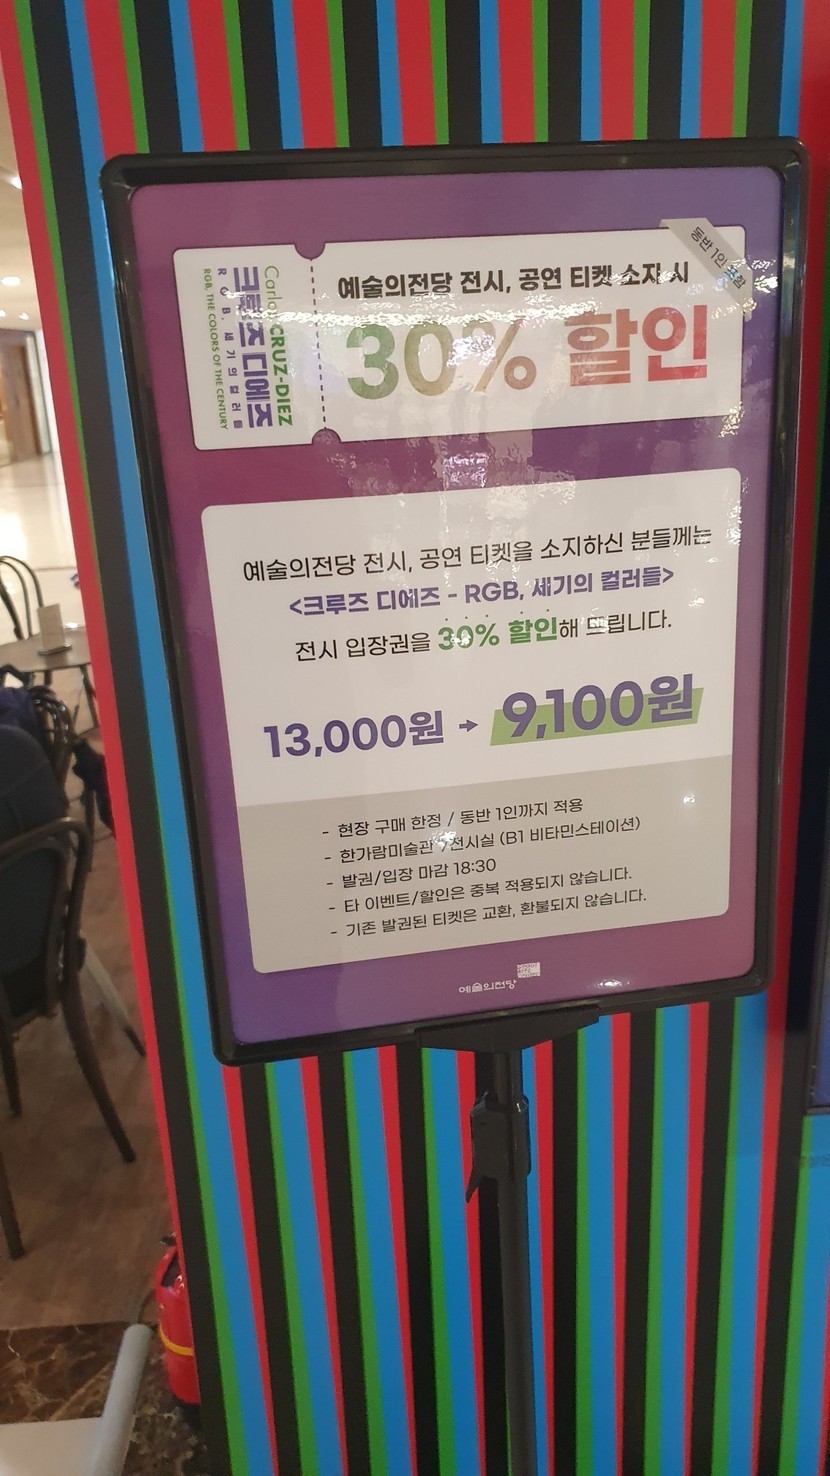 동반 1인 포함
예술의전당 전시, 공연 티켓 소지 시
30% 할인
Carlos CRUZ-DIEZ
크루즈 디에즈
RGB, 세기의 컬러들
RGB, THE COLORS OF THE CENTURY
예술의전당 전시, 공연 티켓을 소지하신 분들께는
<크루즈 디에즈 - RGB, 세기의 컬러들>
전시 입장권을 30% 할인해 드립니다.
13,000원 → 9,100원
- 현장 구매 한정 / 동반 1인까지 적용
- 한가람미술관 7전시실 (B1 비타민스테이션)
- 발권/입장 마감 18:30
- 타 이벤트/할인은 중복 적용되지 않습니다.
- 기존 발권된 티켓은 교환, 환불되지 않습니다.
예술의전당